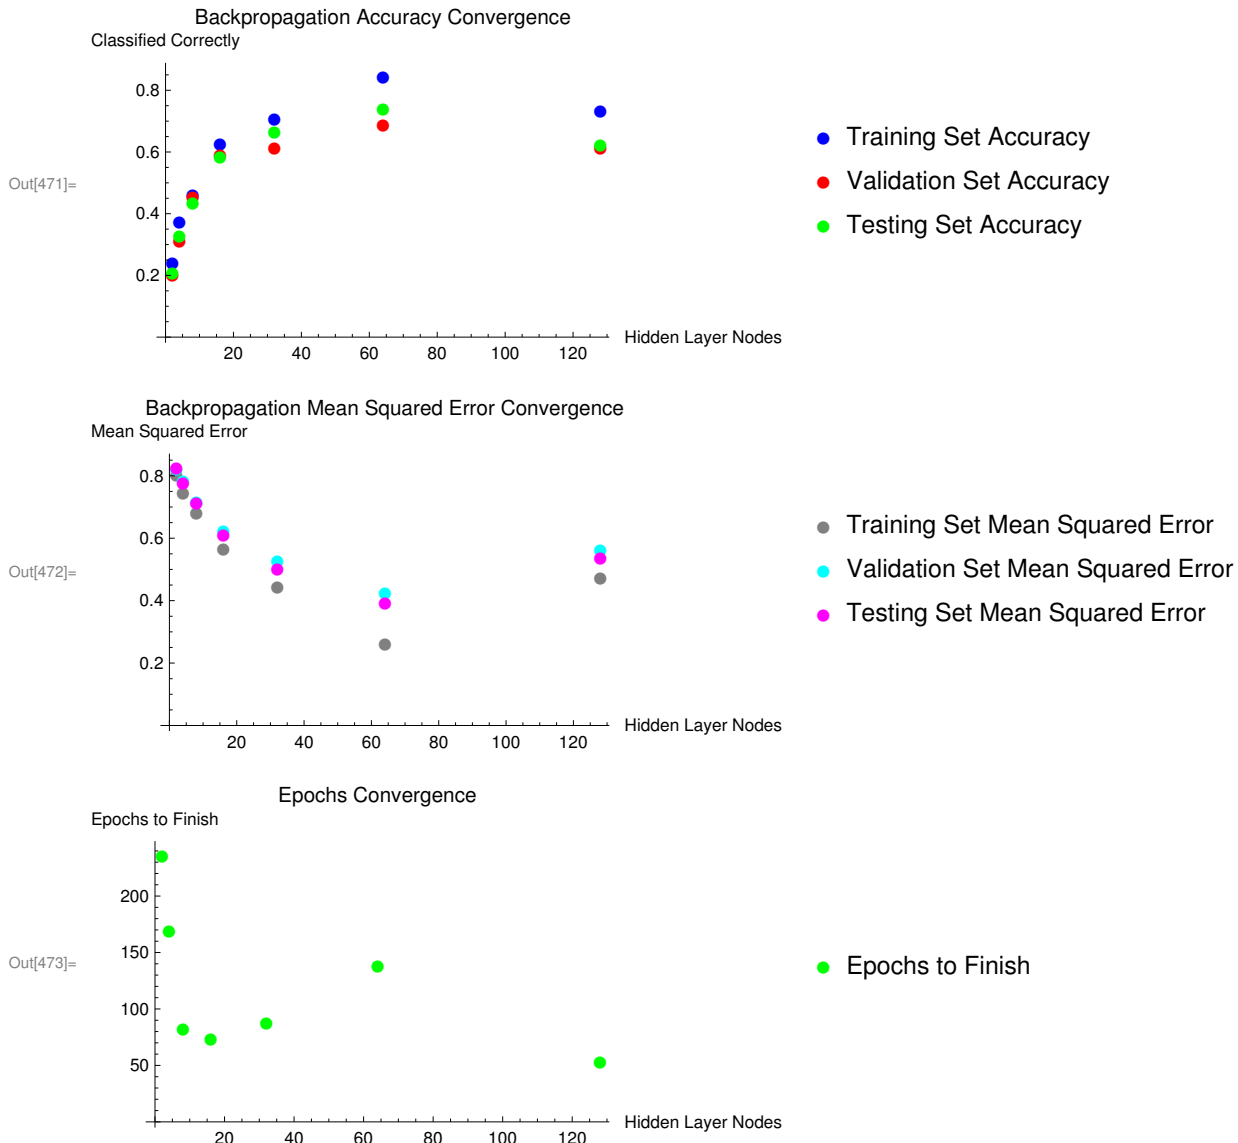 Backpropagation Accuracy Convergence
Classified Correctly
0.8
0.6
0.4
0.2
20 40 60 80 100 120
Hidden Layer Nodes
Out[471]=
Training Set Accuracy
Validation Set Accuracy
Testing Set Accuracy
Backpropagation Mean Squared Error Convergence
Mean Squared Error
0.8
0.6
0.4
0.2
20 40 60 80 100 120
Hidden Layer Nodes
Out[472]=
Training Set Mean Squared Error
Validation Set Mean Squared Error
Testing Set Mean Squared Error
Epochs Convergence
Epochs to Finish
200
150
100
50
20 40 60 80 100 120
Hidden Layer Nodes
Out[473]=
Epochs to Finish